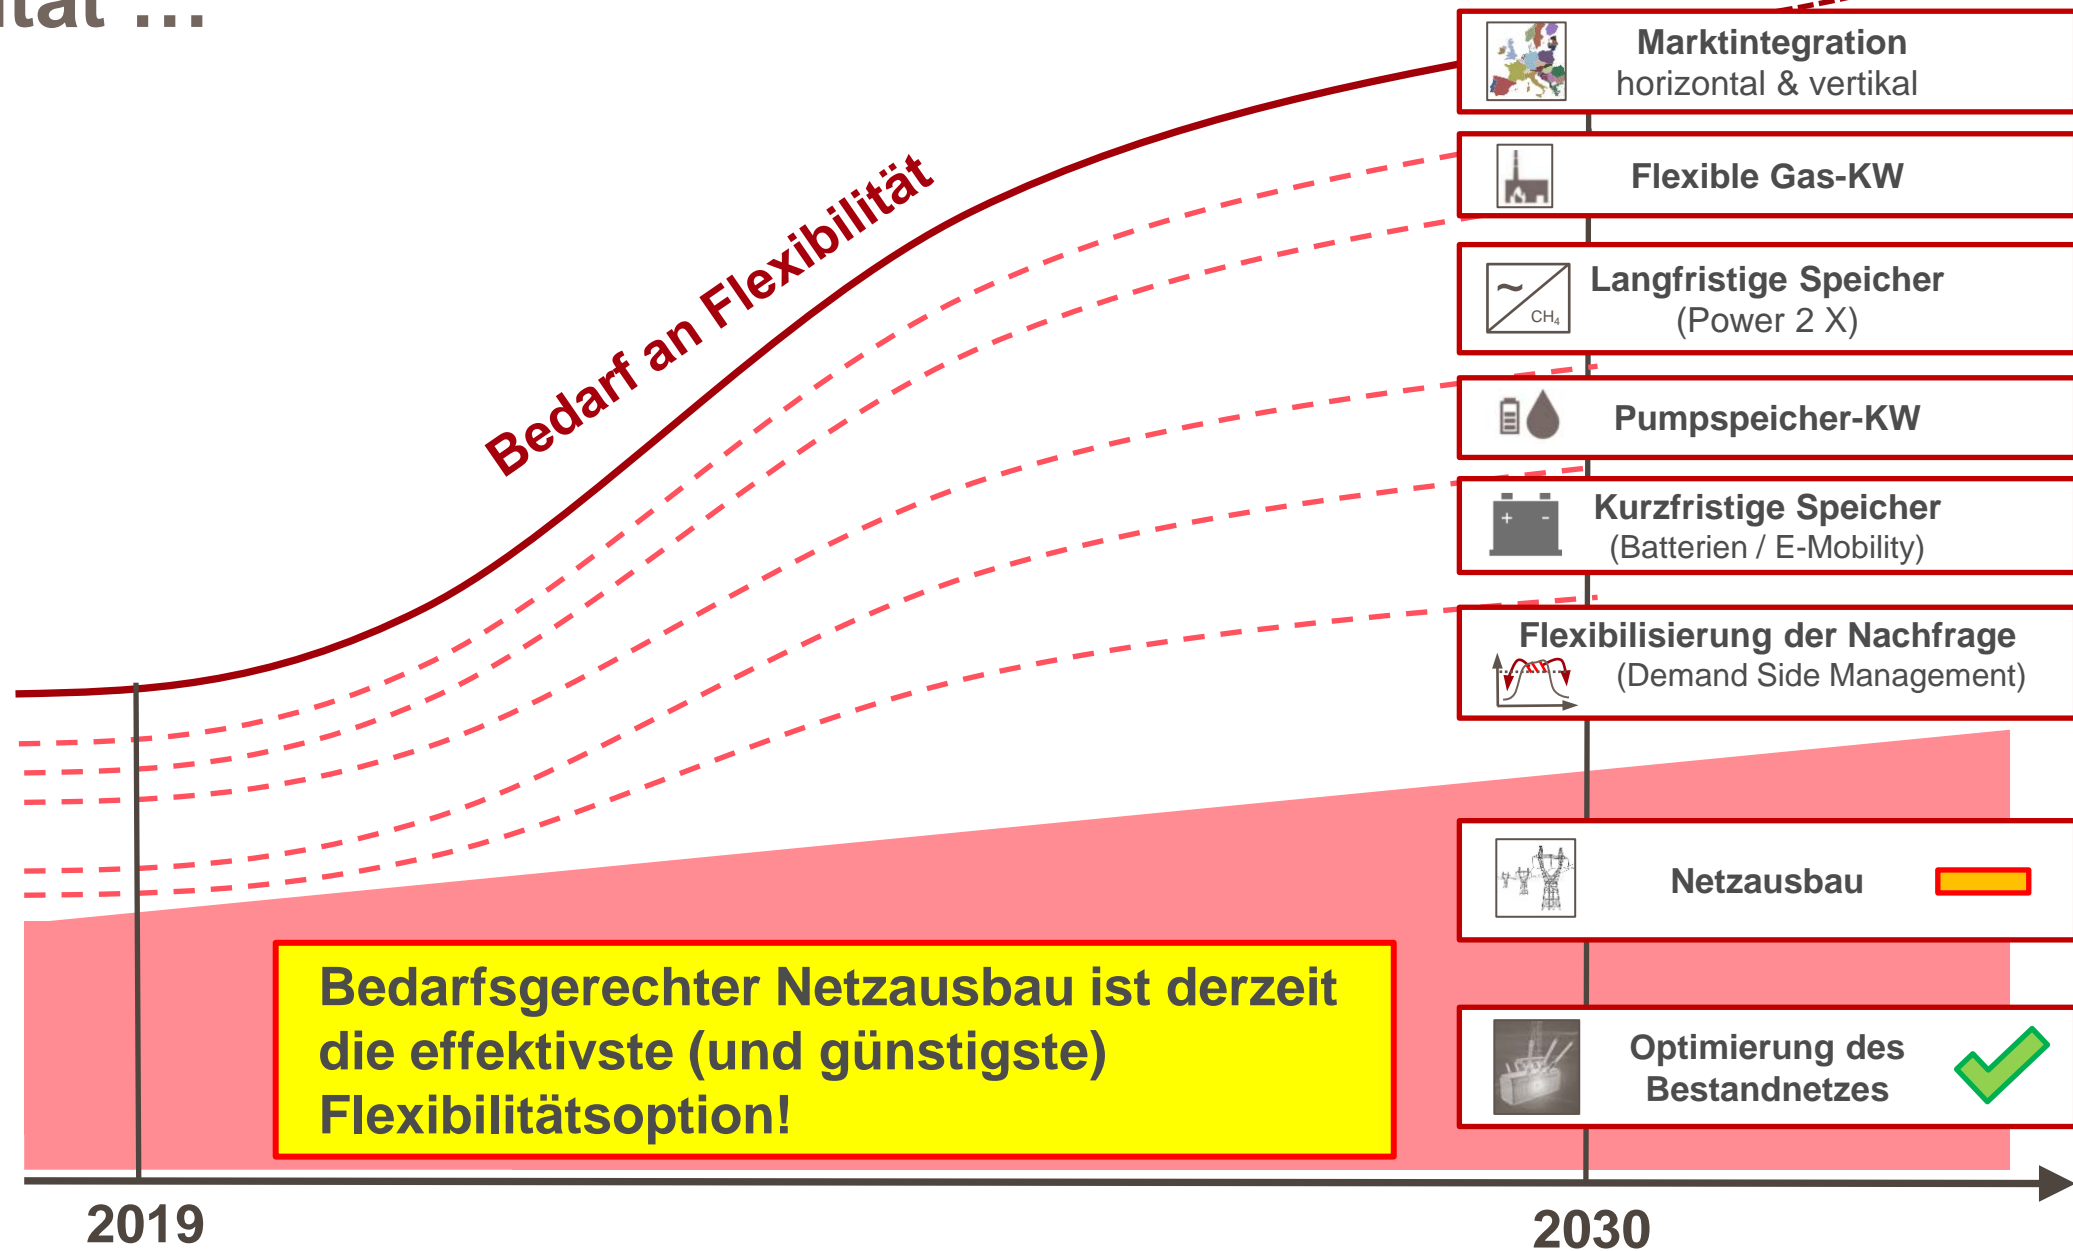 ität ...
Marktintegration
horizontal & vertikal
Flexible Gas-KW
Bedarf an Flexibilität
Langfristige Speicher
(Power 2 X)
~
CH₄
Pumpspeicher-KW
Kurzfristige Speicher
(Batterien / E-Mobility)
+ -
Flexibilisierung der Nachfrage
(Demand Side Management)
Netzausbau
Bedarfsgerechter Netzausbau ist derzeit
die effektivste (und günstigste)
Flexibilitätsoption!
Optimierung des
Bestandnetzes
2019
2030